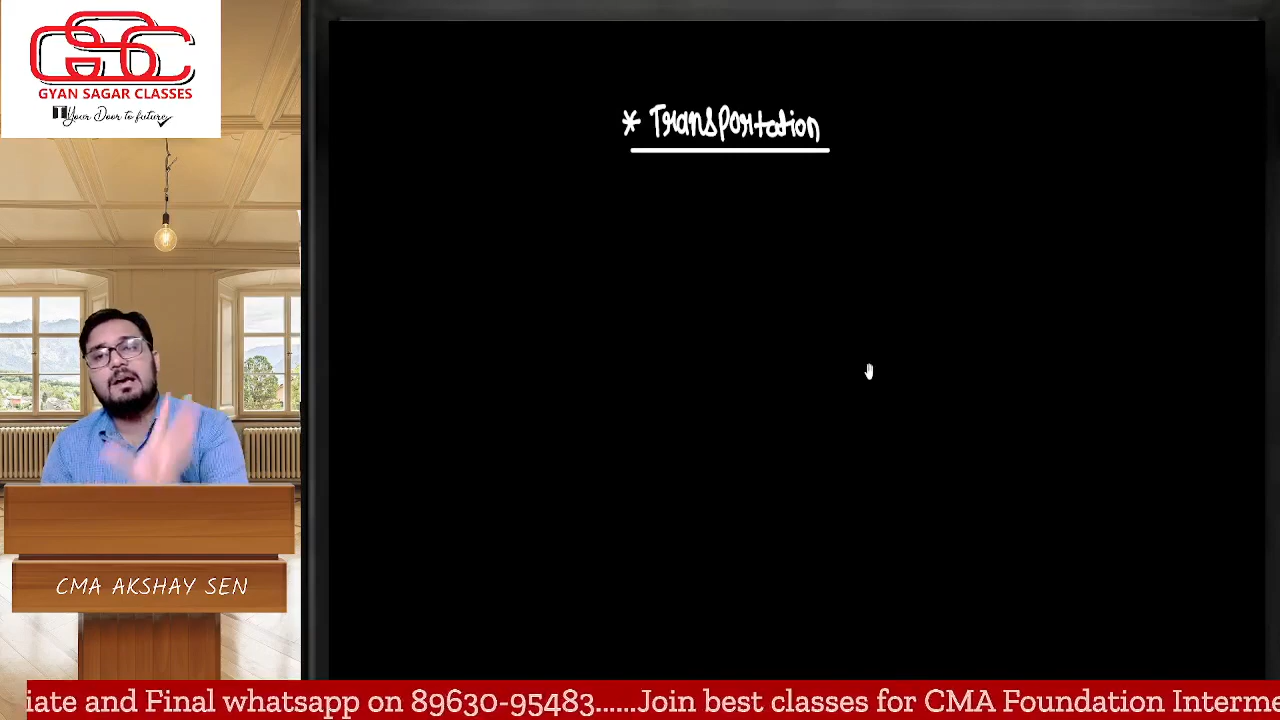 GSC
GYAN SAGAR CLASSES
Your Door to future
* Transportation
CMA AKSHAY SEN
iate and Final whatsapp on 89630-95483......Join best classes for CMA Foundation Interme